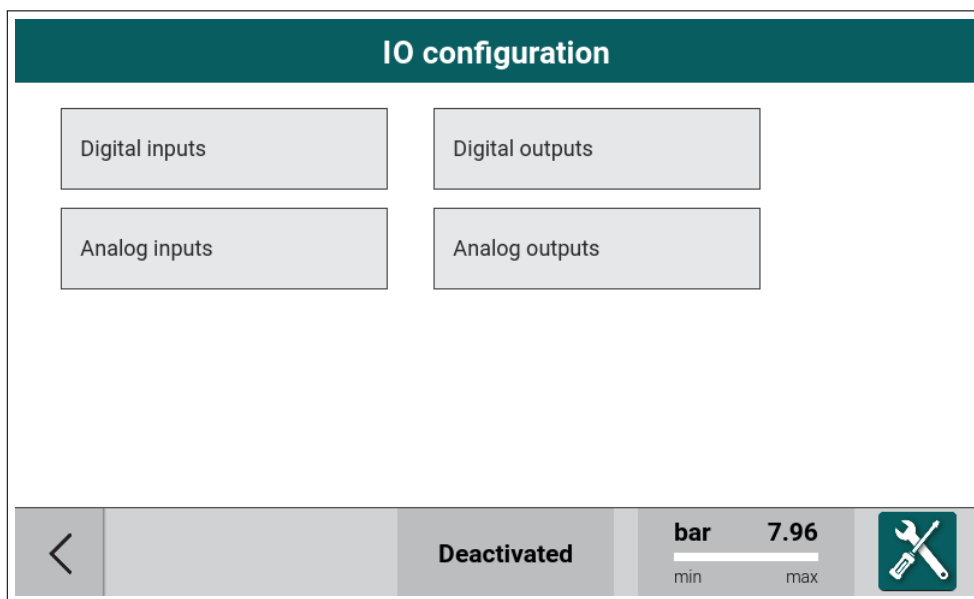 IO configuration
Digital inputs
Digital outputs
Analog inputs
Analog outputs
Deactivated
bar 7.96
min max